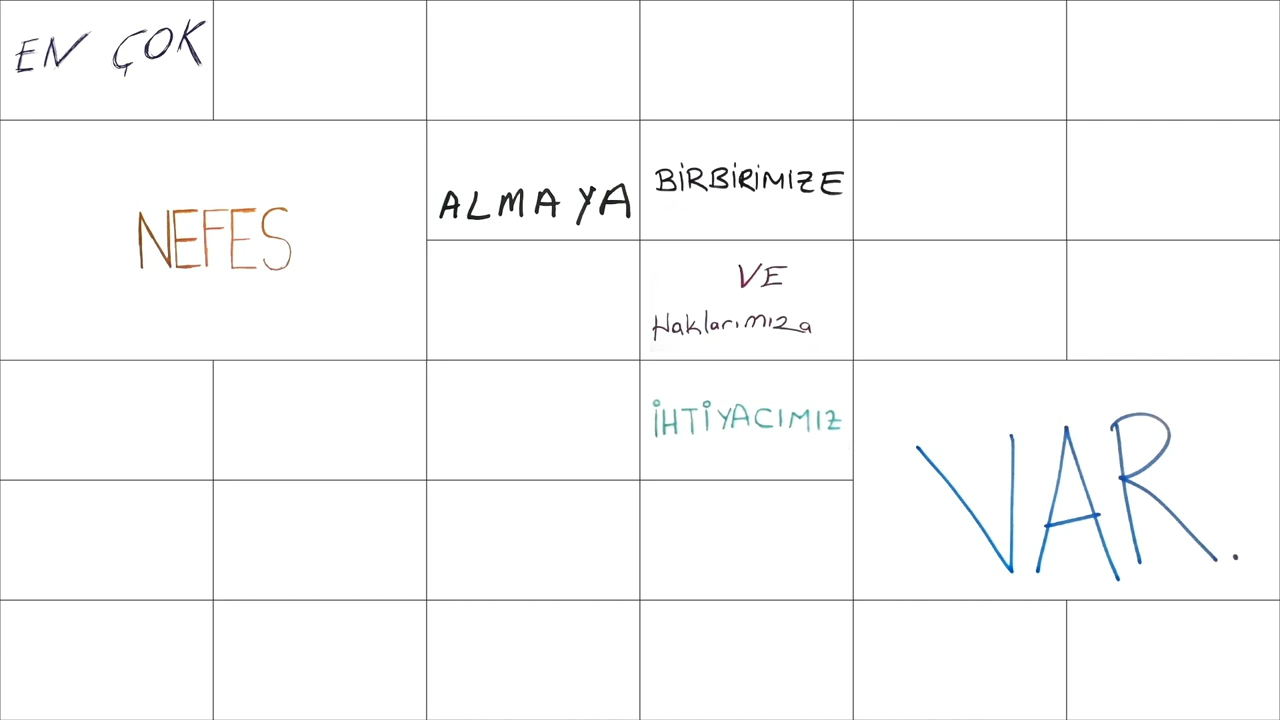 EN ÇOK
NEFES
ALMAYA
BİRBİRİMİZE
VE
Haklarımıza
İHTİYACIMIZ
VAR.